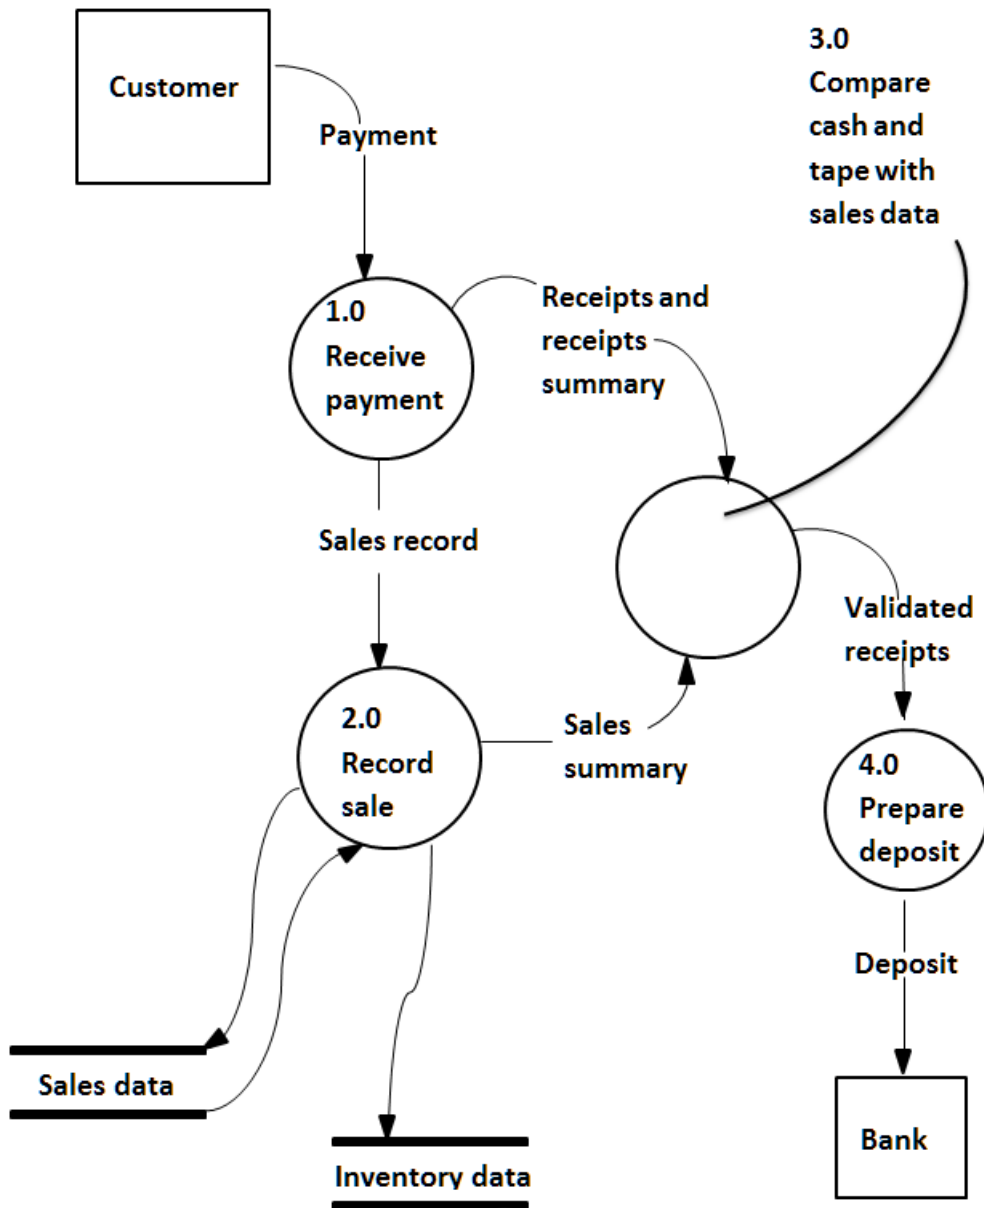 Customer
Payment
3.0
Compare
cash and
tape with
sales data
1.0
Receive
payment
Receipts and
receipts
summary
Sales record
2.0
Record
sale
Sales
summary
Validated
receipts
4.0
Prepare
deposit
Deposit
Sales data
Inventory data
Bank